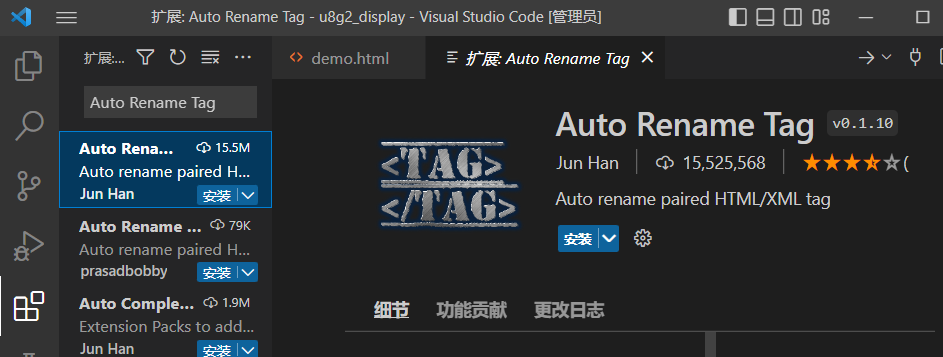 扩展: Auto Rename Tag - u8g2_display - Visual Studio Code [管理员]
扩展:...
demo.html
扩展: Auto Rename Tag
Auto Rename Tag
Auto Rena... 15.5M
Auto rename paired H...
Jun Han 安装
Auto Rename ... 79K
Auto rename paired H...
prasadbobby 安装
Auto Comple... 1.9M
Extension Packs to add...
Jun Han 安装
<TAG>
</TAG>
Auto Rename Tag v0.1.10
Jun Han 15,525,568 (
Auto rename paired HTML/XML tag
安装
细节 功能贡献 更改日志